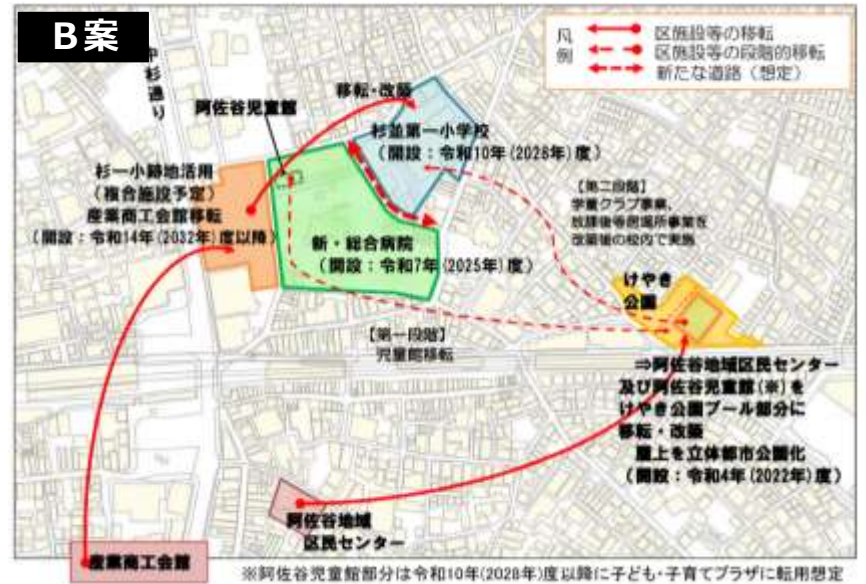 B案
凡例
区施設等の移転
区施設等の段階的移転
新たな道路（想定）
中杉通り
阿佐谷児童館
移転・改築
杉並第一小学校
（開設：令和10年(2028年)度）
杉一小跡地活用
（複合施設予定）
産業商工会館移転
（開設：令和14年(2032年)度以降）
新・総合病院
（開設：令和7年(2025年)度）
【第二段階】
学童クラブ事業、
放課後等居場所事業を
改築後の校内で実施
けやき
公園
【第一段階】
児童館移転
⇒阿佐谷地域区民センター
及び阿佐谷児童館(※)を
けやき公園プール部分に
移転・改築
屋上を立体都市公園化
（開設：令和4年(2022年)度）
阿佐谷地域
区民センター
産業商工会館
※阿佐谷児童館部分は令和10年(2028年)度以降に子ども・子育てプラザに転用想定